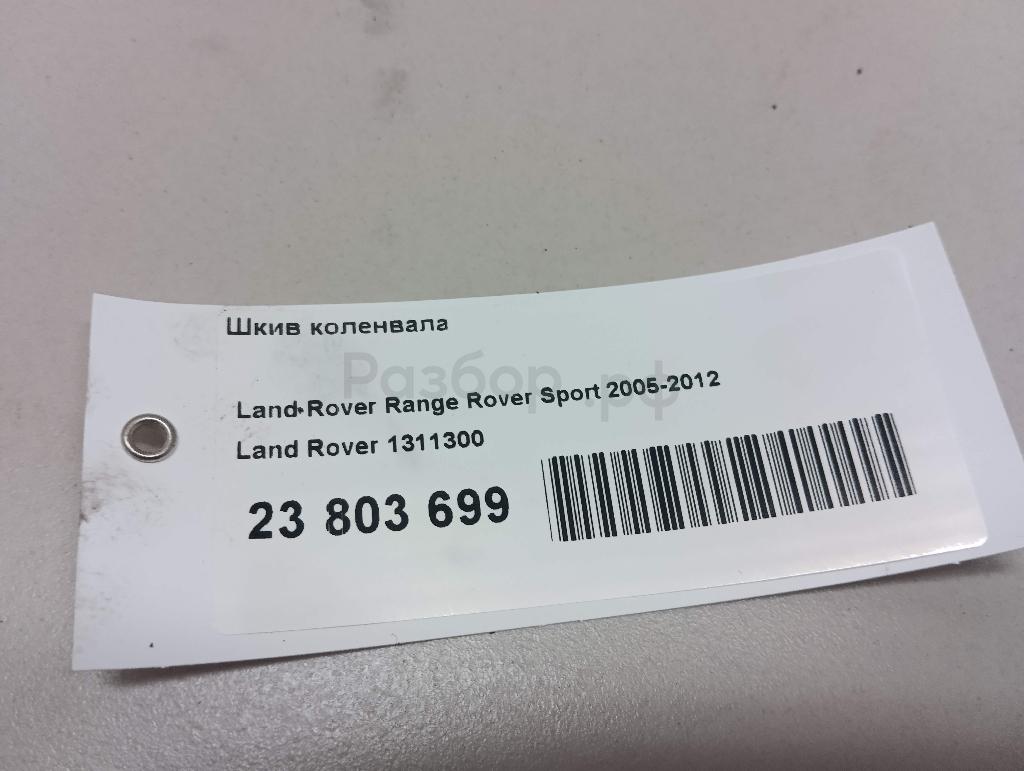 Шкив коленвала
Разбор.рф
Land Rover Range Rover Sport 2005-2012
Land Rover 1311300
23 803 699